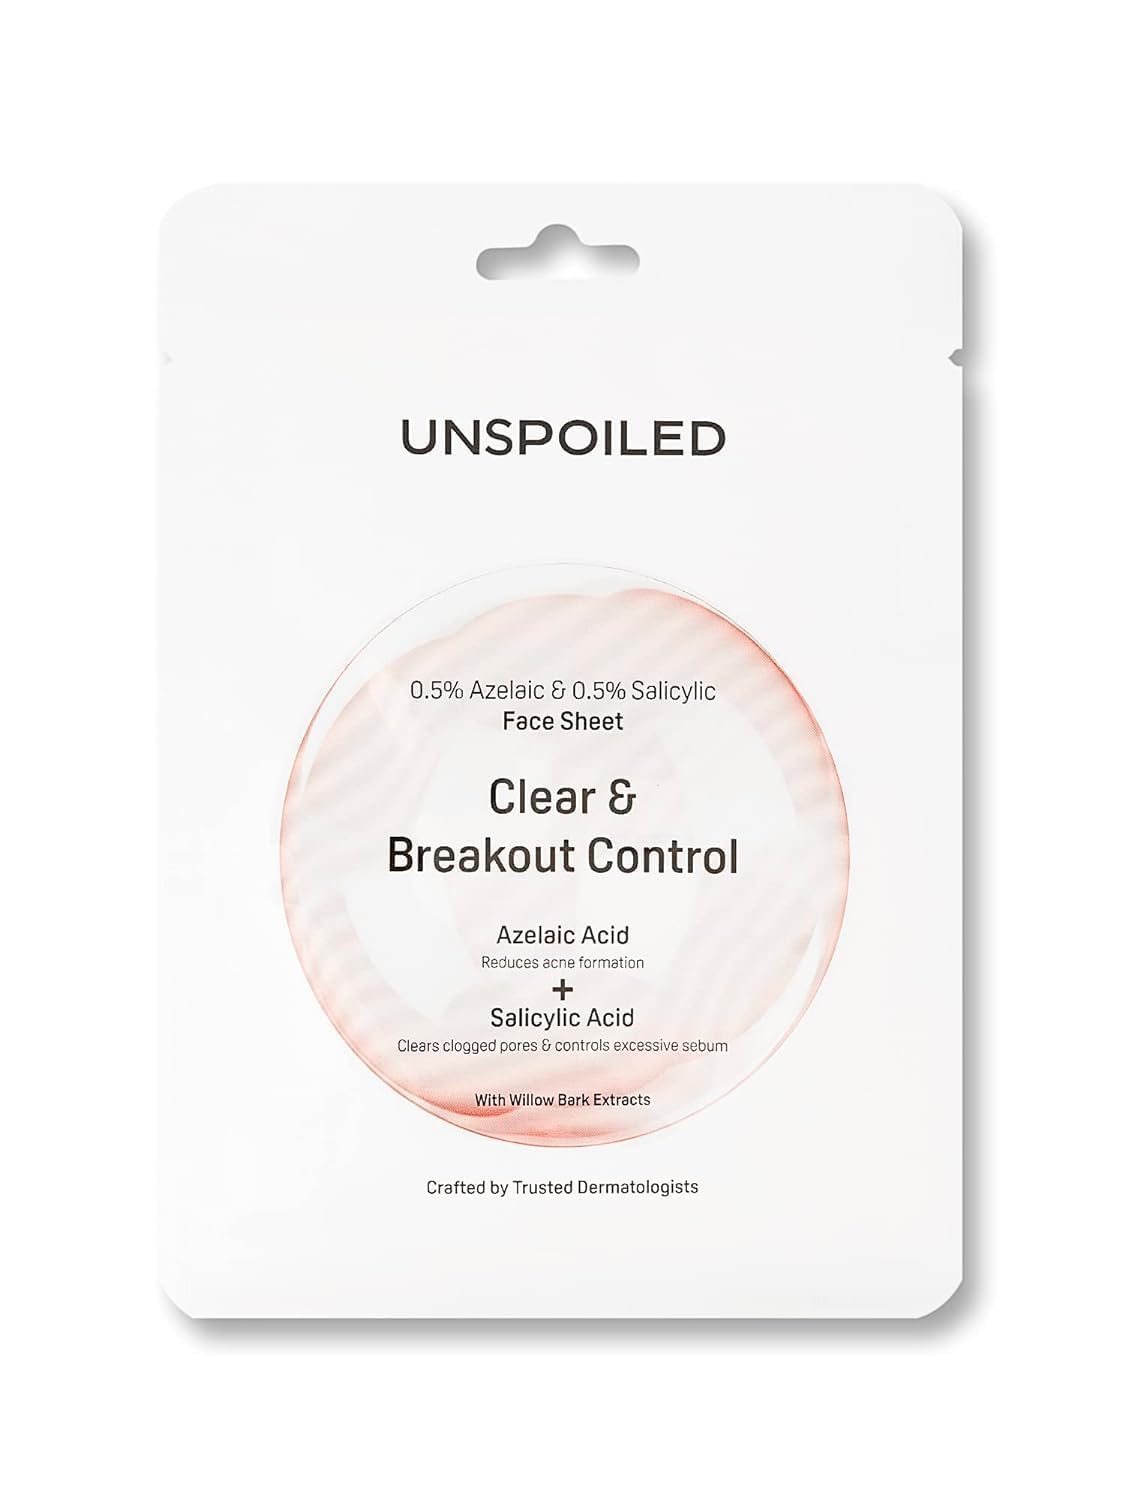 UNSPOILED
0.5% Azelaic & 0.5% Salicylic
Face Sheet
Clear &
Breakout Control
Azelaic Acid
Reduces acne formation
+
Salicylic Acid
Clears clogged pores & controls excessive sebum
With Willow Bark Extracts
Crafted by Trusted Dermatologists